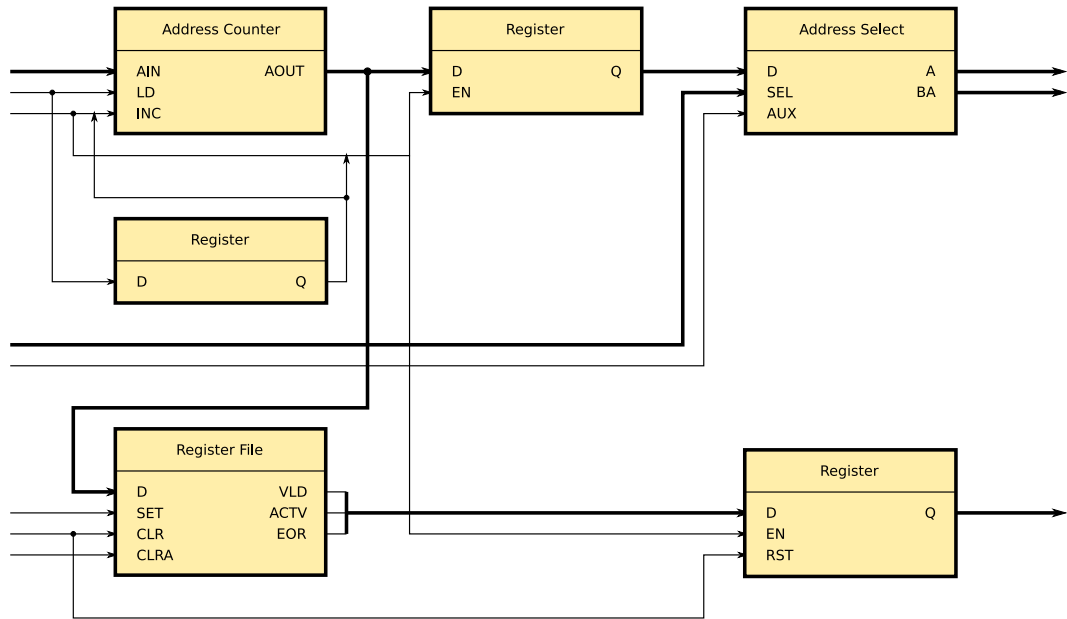 Address Counter
AIN AOUT
LD
INC
Register
D Q
EN
Address Select
D A
SEL BA
AUX
Register
D Q
Register File
D VLD
SET ACTV
CLR EOR
CLRA
Register
D Q
EN
RST